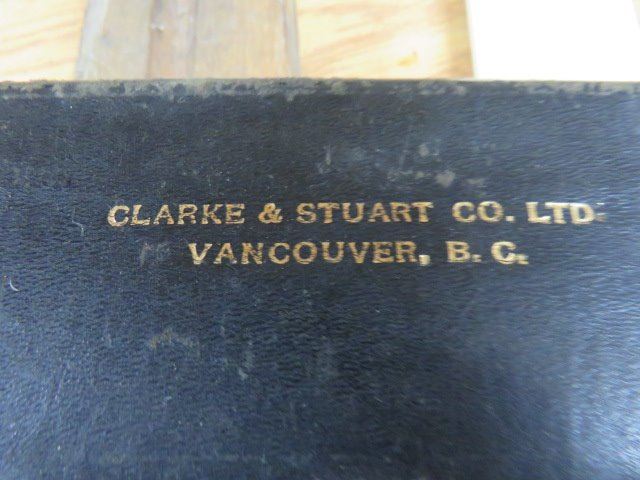 CLARKE & STUART CO. LTD.
VANCOUVER, B. C.